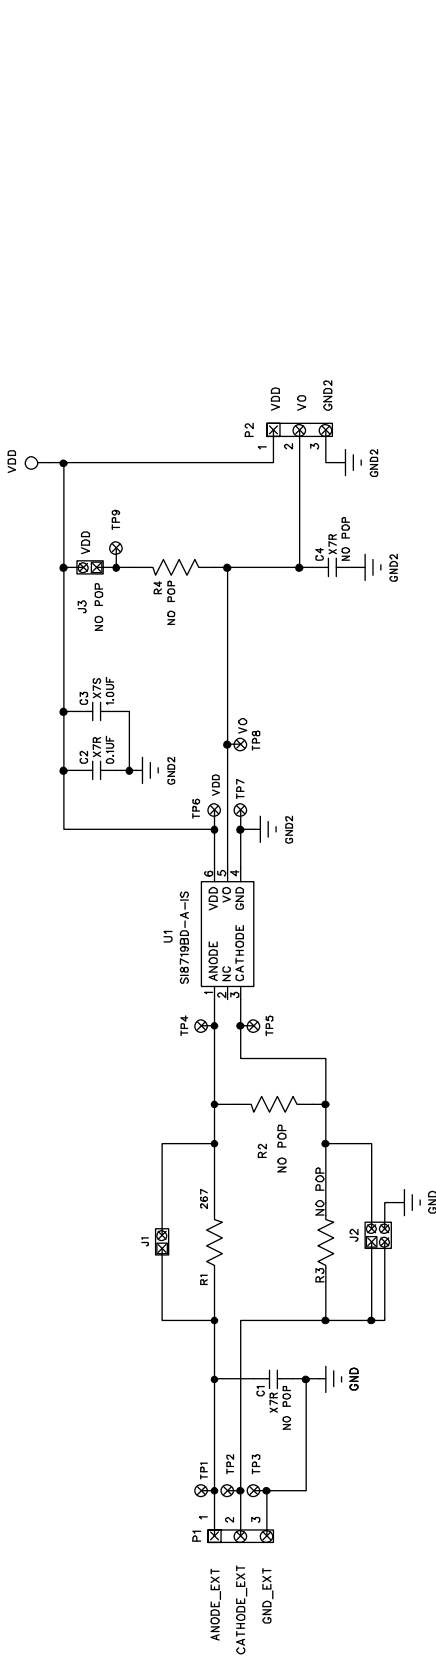 VDD
P2
1
2
3
VDD
VO
GND2
GND2
J3
VDD
NO POP
TP9
R4
NO POP
C4
X7R
NO POP
GND2
C3
X7S
1.0UF
C2
X7R
0.1UF
GND2
VO
TP8
TP6
VDD
TP7
GND2
6
5
4
U1
SI8719BD-A-IS
VDD
VO
GND
ANODE
NC
CATHODE
1
2
3
TP4
TP5
R2
NO POP
J1
R1
267
R3
NO POP
J2
GND
C1
X7R
NO POP
GND
TP1
TP2
TP3
P1
1
2
3
ANODE_EXT
CATHODE_EXT
GND_EXT